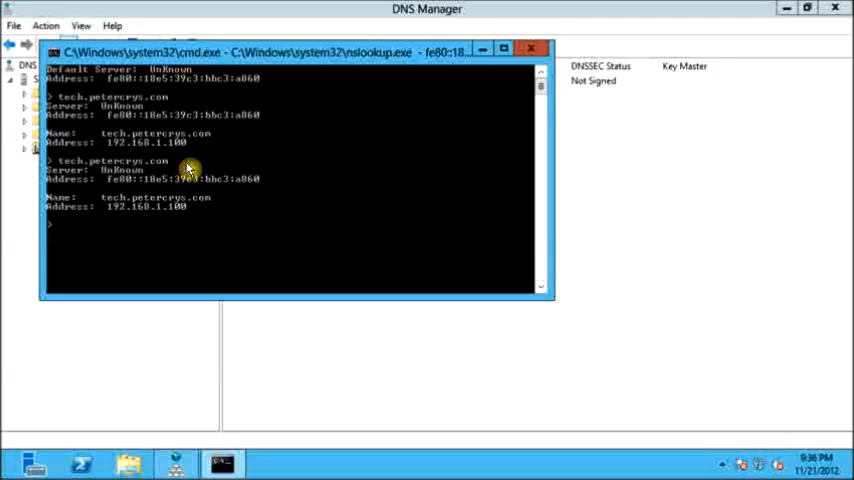 DNS Manager
File Action View Help
C:\Windows\system32\cmd.exe - C:\Windows\system32\nslookup.exe - fe80::18...
DNS
DNSSEC Status Key Master
Not Signed
Default Server: UnKnown
Address: fe80::18e5:39c3:bbc3:a860
> tech.petercrys.com
Server: UnKnown
Address: fe80::18e5:39c3:bbc3:a860
Name: tech.petercrys.com
Address: 192.168.1.100
> tech.petercrys.com
Server: UnKnown
Address: fe80::18e5:39c3:bbc3:a860
Name: tech.petercrys.com
Address: 192.168.1.100
>
9:36 PM
11/21/2012